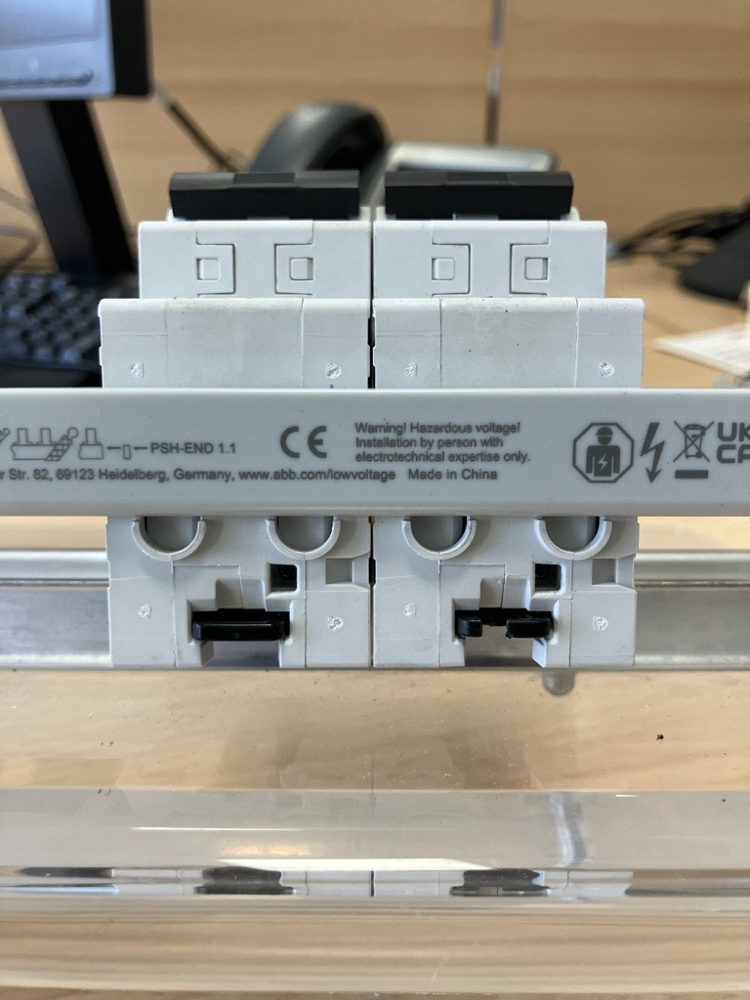 PSH-END 1.1
CE
Warning! Hazardous voltage!
Installation by person with
electrotechnical expertise only.
UK
CA
r Str. 82, 69123 Heidelberg, Germany, www.abb.com/lowvoltage Made in China